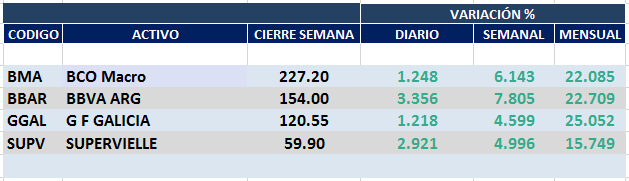 VARIACIÓN %
CODIGO ACTIVO CIERRE SEMANA DIARIO SEMANAL MENSUAL
BMA BCO Macro 227.20 1.248 6.143 22.085
BBAR BBVA ARG 154.00 3.356 7.805 22.709
GGAL G F GALICIA 120.55 1.218 4.599 25.052
SUPV SUPERVIELLE 59.90 2.921 4.996 15.749